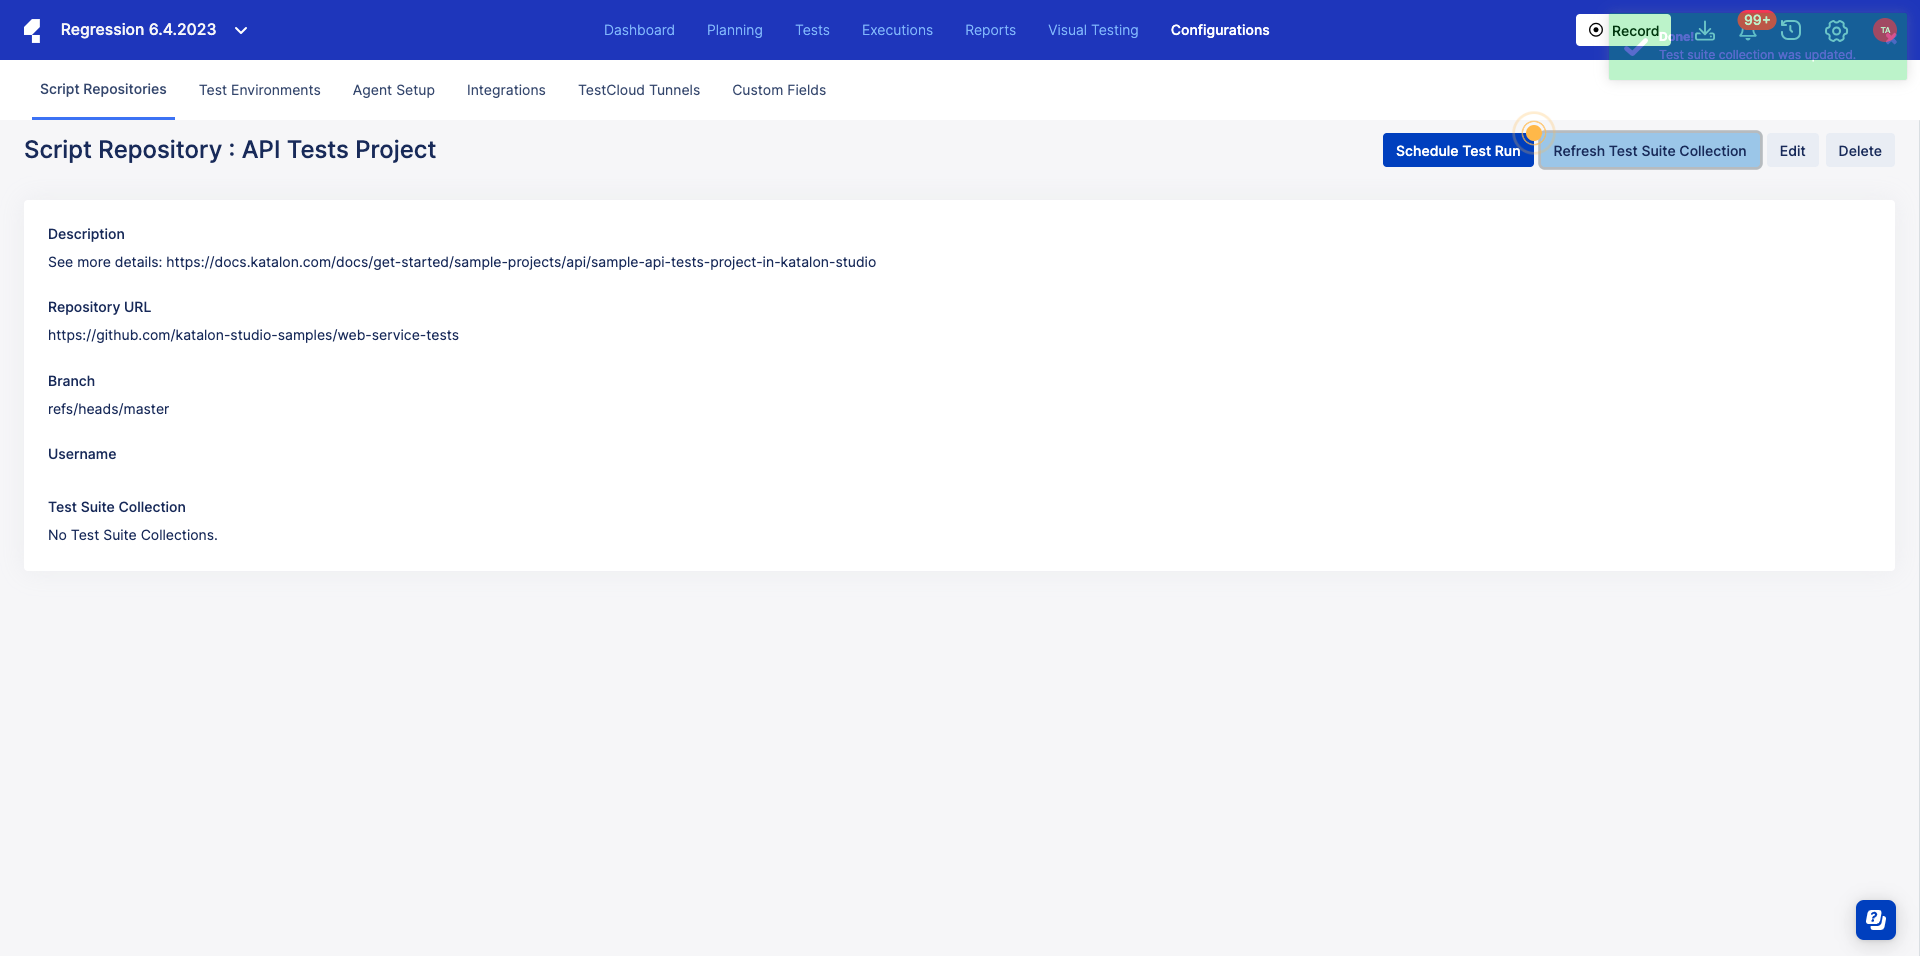 Regression 6.4.2023
Dashboard Planning Tests Executions Reports Visual Testing Configurations
Record 99+ TA
Done!
Test suite collection was updated.
Script Repositories Test Environments Agent Setup Integrations TestCloud Tunnels Custom Fields
Script Repository : API Tests Project
Schedule Test Run Refresh Test Suite Collection Edit Delete
Description
See more details: https://docs.katalon.com/docs/get-started/sample-projects/api/sample-api-tests-project-in-katalon-studio
Repository URL
https://github.com/katalon-studio-samples/web-service-tests
Branch
refs/heads/master
Username
Test Suite Collection
No Test Suite Collections.